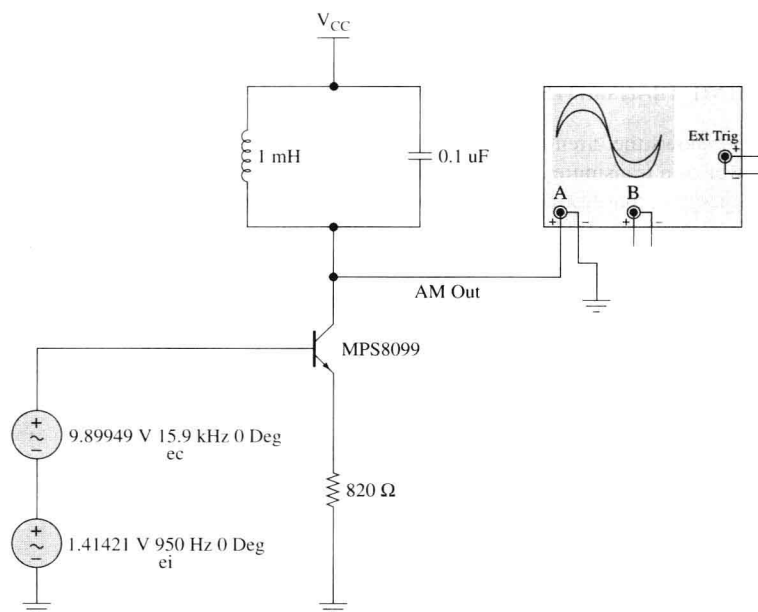 V_CC
1 mH
0.1 uF
Ext Trig
+
−
A
B
+ −
+ −
AM Out
MPS8099
+
~
−
9.89949 V 15.9 kHz 0 Deg
ec
820 Ω
+
~
−
1.41421 V 950 Hz 0 Deg
ei